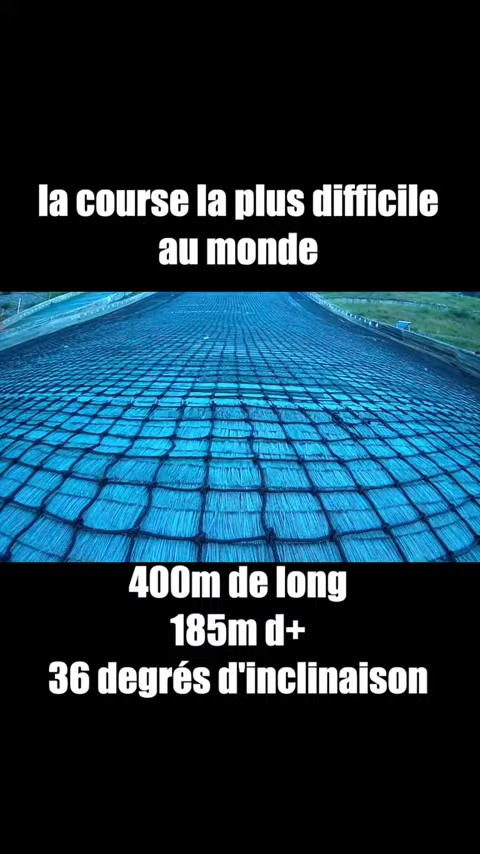 la course la plus difficile
au monde
400m de long
185m d+
36 degrés d'inclinaison